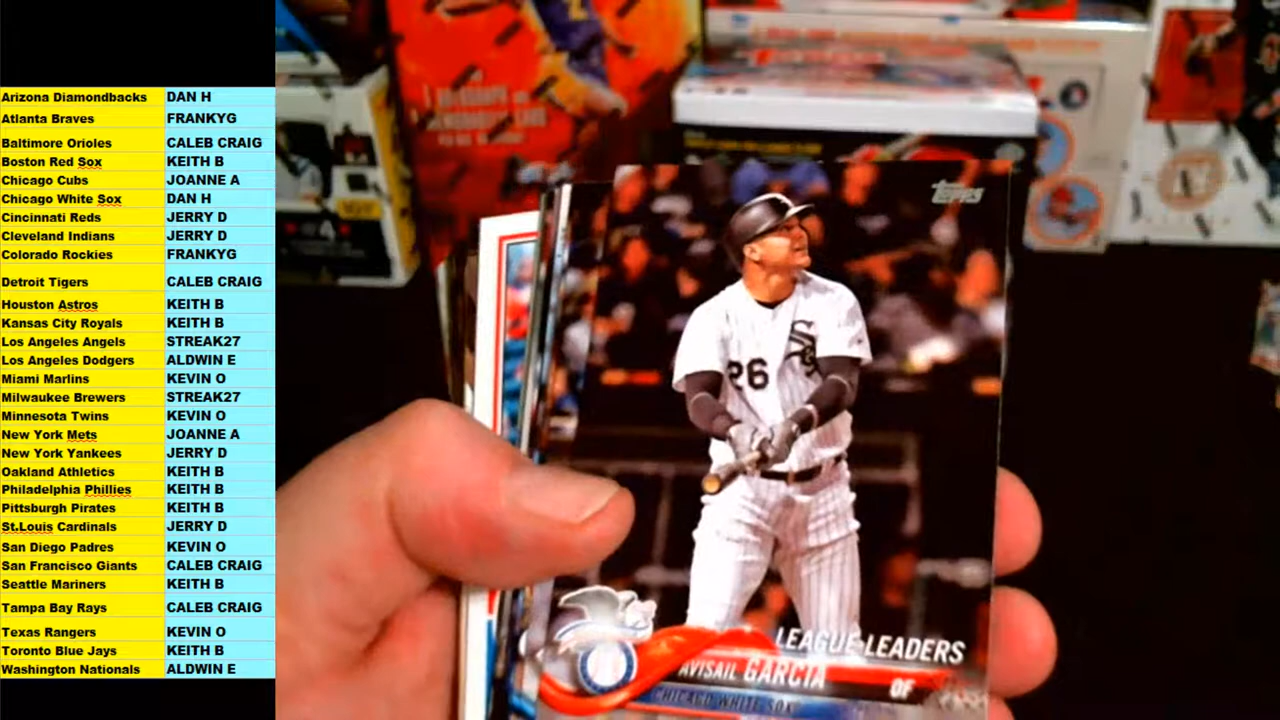 Arizona Diamondbacks DAN H
Atlanta Braves FRANKYG
Baltimore Orioles CALEB CRAIG
Boston Red Sox KEITH B
Chicago Cubs JOANNE A
Chicago White Sox DAN H
Cincinnati Reds JERRY D
Cleveland Indians JERRY D
Colorado Rockies FRANKYG
Detroit Tigers CALEB CRAIG
Houston Astros KEITH B
Kansas City Royals KEITH B
Los Angeles Angels STREAK27
Los Angeles Dodgers ALDWIN E
Miami Marlins KEVIN O
Milwaukee Brewers STREAK27
Minnesota Twins KEVIN O
New York Mets JOANNE A
New York Yankees JERRY D
Oakland Athletics KEITH B
Philadelphia Phillies KEITH B
Pittsburgh Pirates KEITH B
St.Louis Cardinals JERRY D
San Diego Padres KEVIN O
San Francisco Giants CALEB CRAIG
Seattle Mariners KEITH B
Tampa Bay Rays CALEB CRAIG
Texas Rangers KEVIN O
Toronto Blue Jays KEITH B
Washington Nationals ALDWIN E
Topps
26
LEAGUE LEADERS
AVISAIL GARCIA OF
CHICAGO WHITE SOX